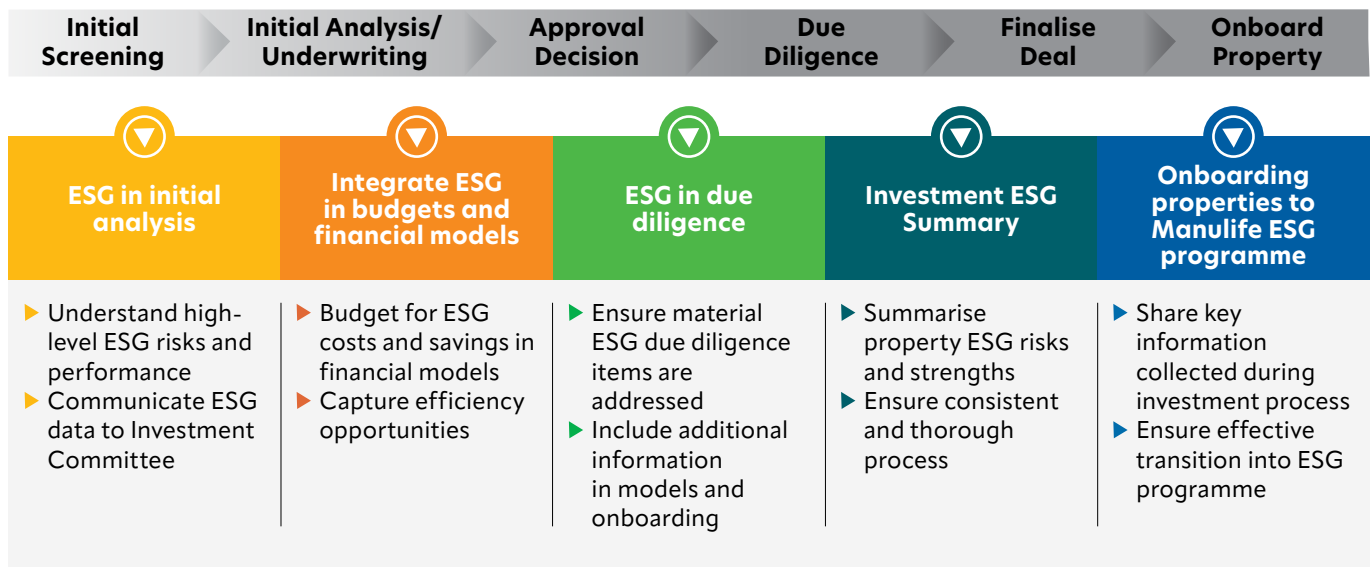 Initial
Screening
Initial Analysis/
Underwriting
Approval
Decision
Due
Diligence
Finalise
Deal
Onboard
Property
ESG in initial
analysis
Integrate ESG
in budgets and
financial models
ESG in due
diligence
Investment ESG
Summary
Onboarding
properties to
Manulife ESG
programme
Understand high-
level ESG risks and
performance
Communicate ESG
data to Investment
Committee
Budget for ESG
costs and savings in
financial models
Capture efficiency
opportunities
Ensure material
ESG due diligence
items are
addressed
Include additional
information
in models and
onboarding
Summarise
property ESG risks
and strengths
Ensure consistent
and thorough
process
Share key
information
collected during
investment process
Ensure effective
transition into ESG
programme